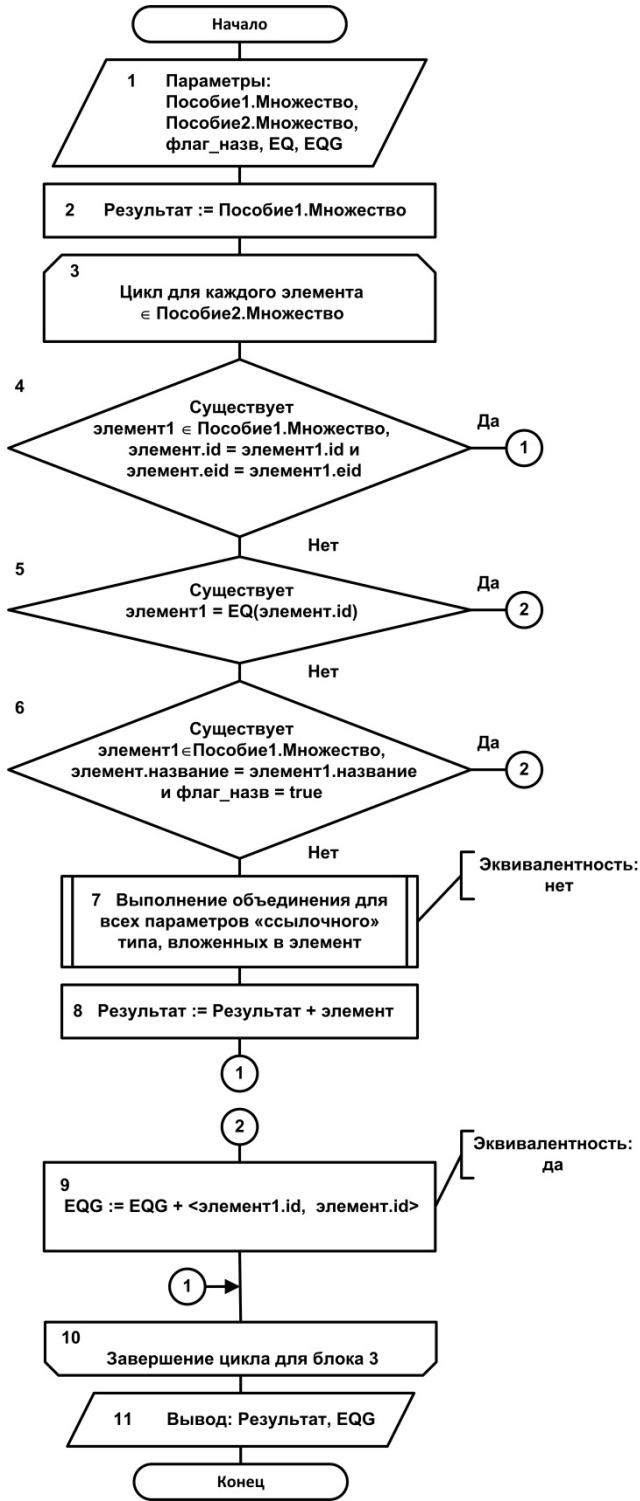 Начало
1 Параметры:
Пособие1.Множество,
Пособие2.Множество,
флаг_назв, EQ, EQG
2 Результат := Пособие1.Множество
3
Цикл для каждого элемента
∈ Пособие2.Множество
4
Существует
элемент1 ∈ Пособие1.Множество,
элемент.id = элемент1.id и
элемент.eid = элемент1.eid
Да
1
Нет
5
Существует
элемент1 = EQ(элемент.id)
Да
2
Нет
6
Существует
элемент1∈Пособие1.Множество,
элемент.название = элемент1.название
и флаг_назв = true
Да
2
Нет
Эквивалентность:
нет
7 Выполнение объединения для
всех параметров «ссылочного»
типа, вложенных в элемент
8 Результат := Результат + элемент
1
2
Эквивалентность:
да
9
EQG := EQG + <элемент1.id, элемент.id>
1
10
Завершение цикла для блока 3
11 Вывод: Результат, EQG
Конец